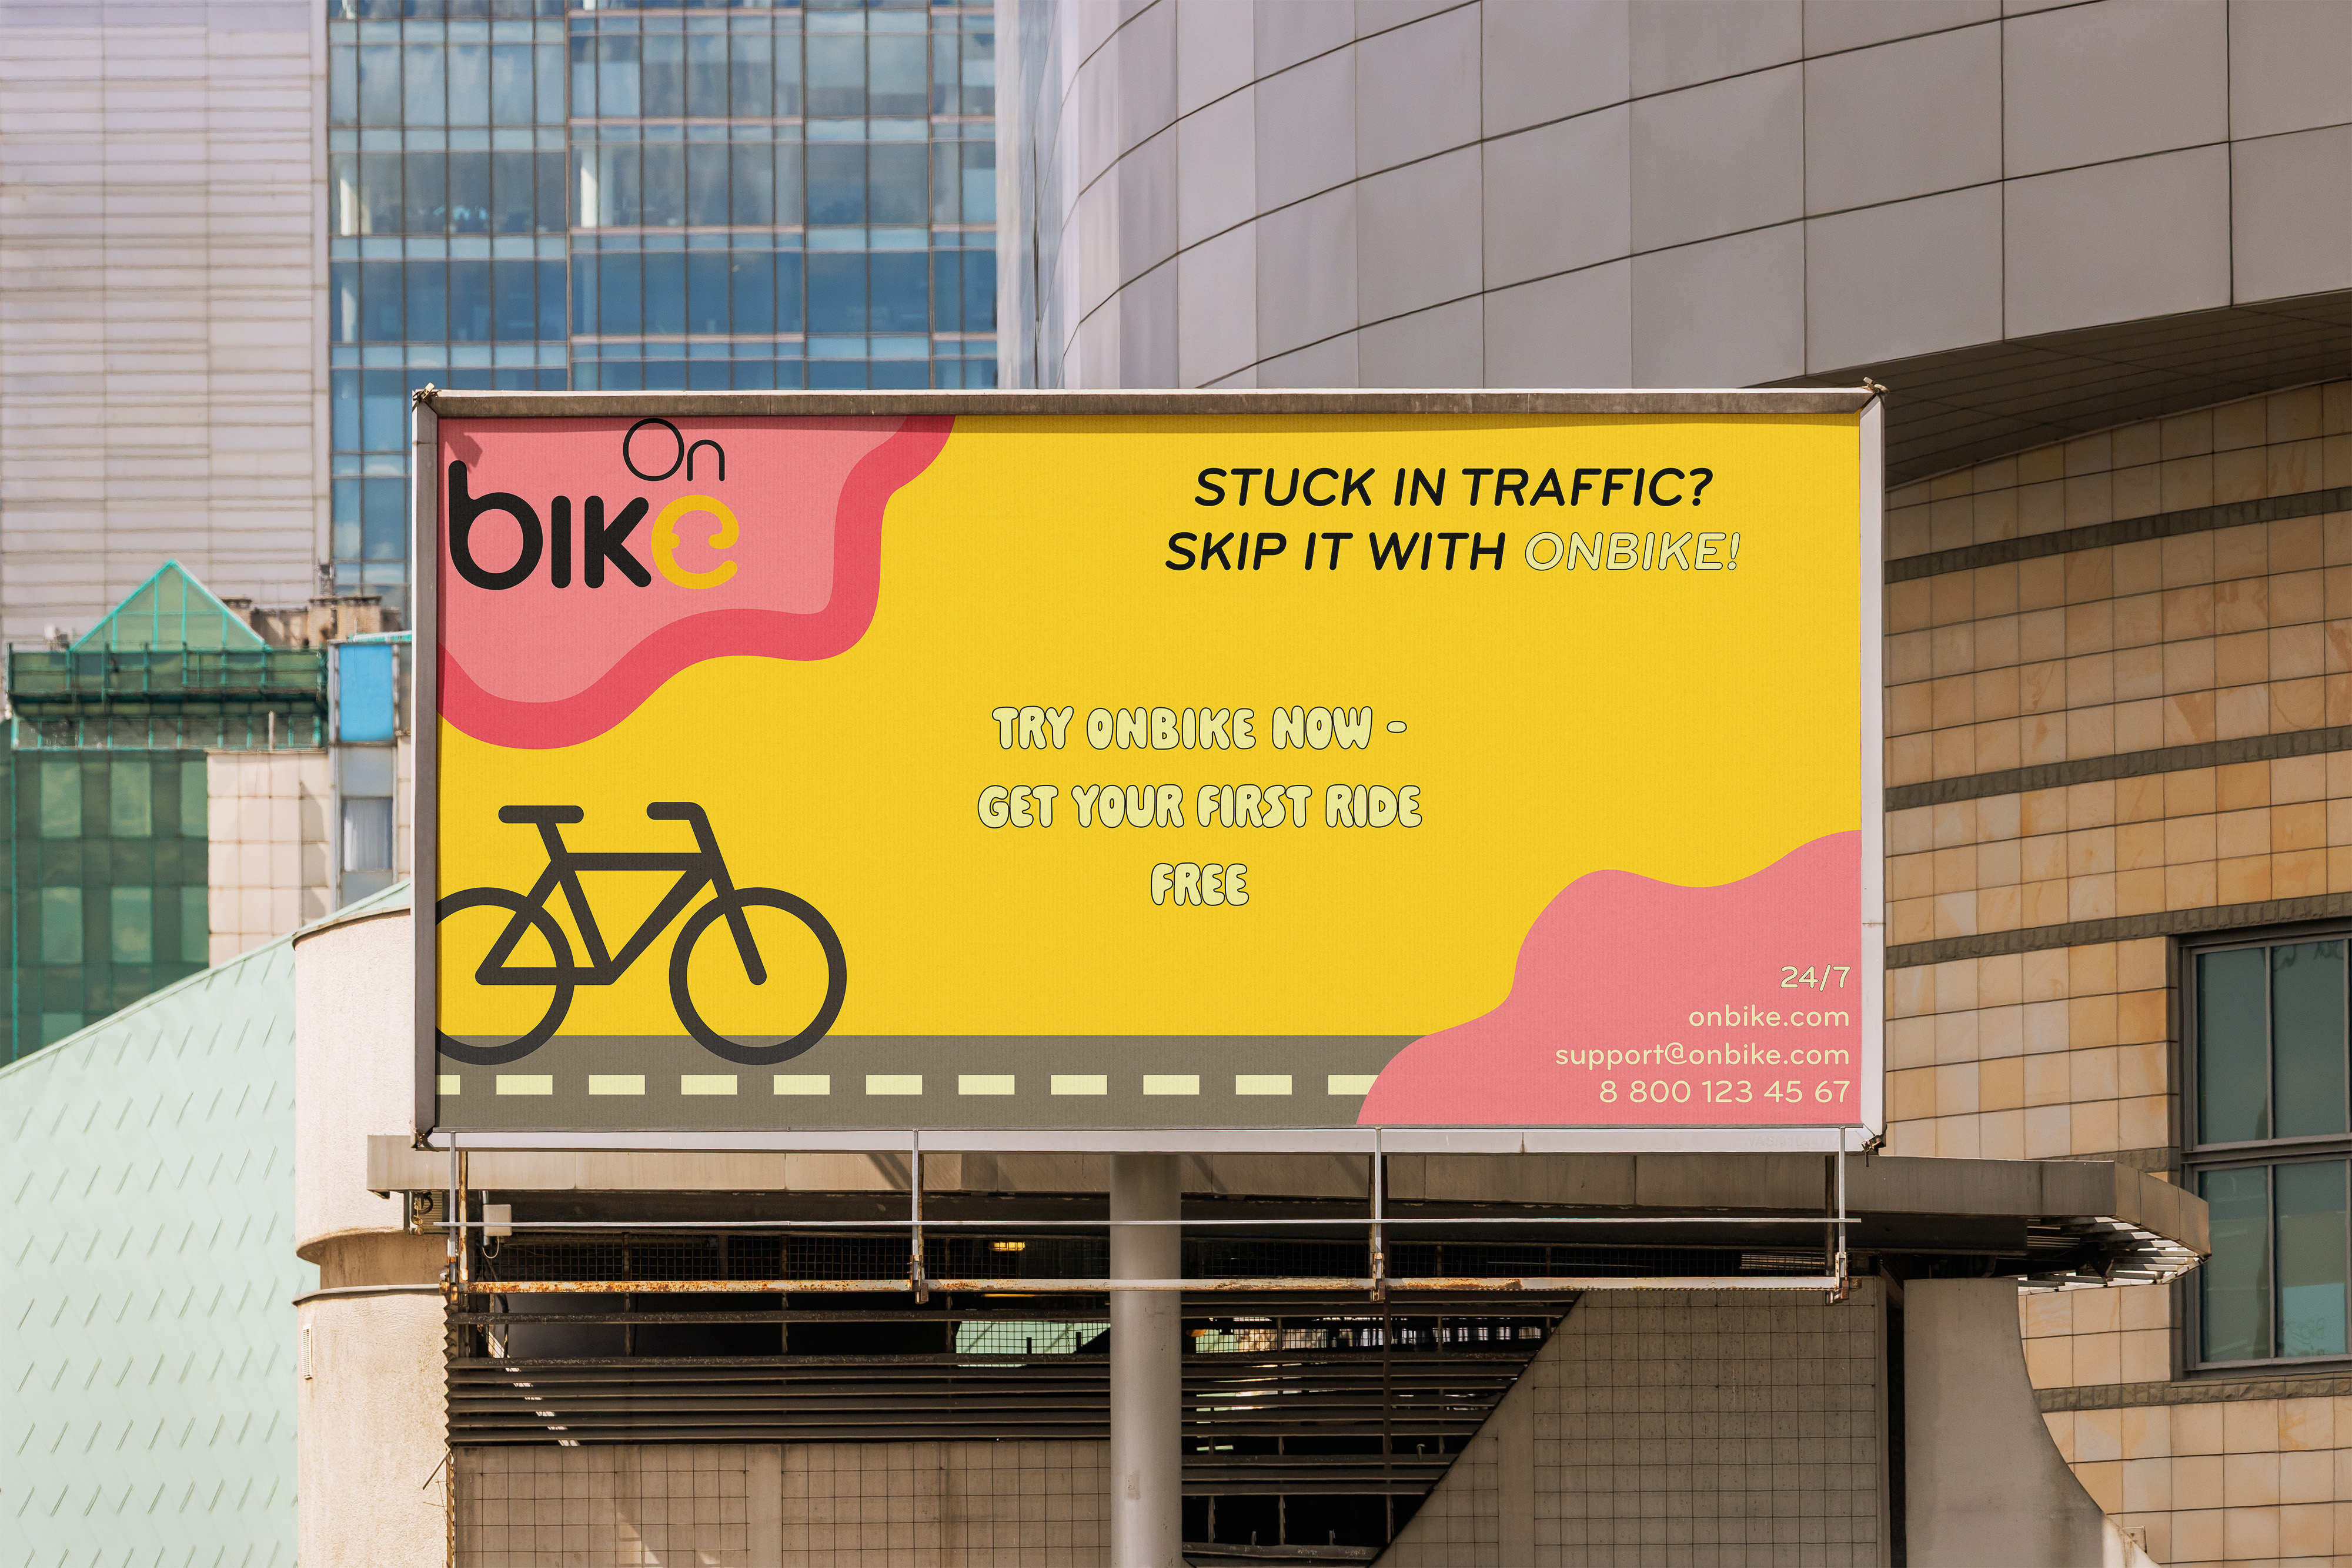 On
bike
STUCK IN TRAFFIC?
SKIP IT WITH ONBIKE!
TRY ONBIKE NOW -
GET YOUR FIRST RIDE
FREE
24/7
onbike.com
support@onbike.com
8 800 123 45 67